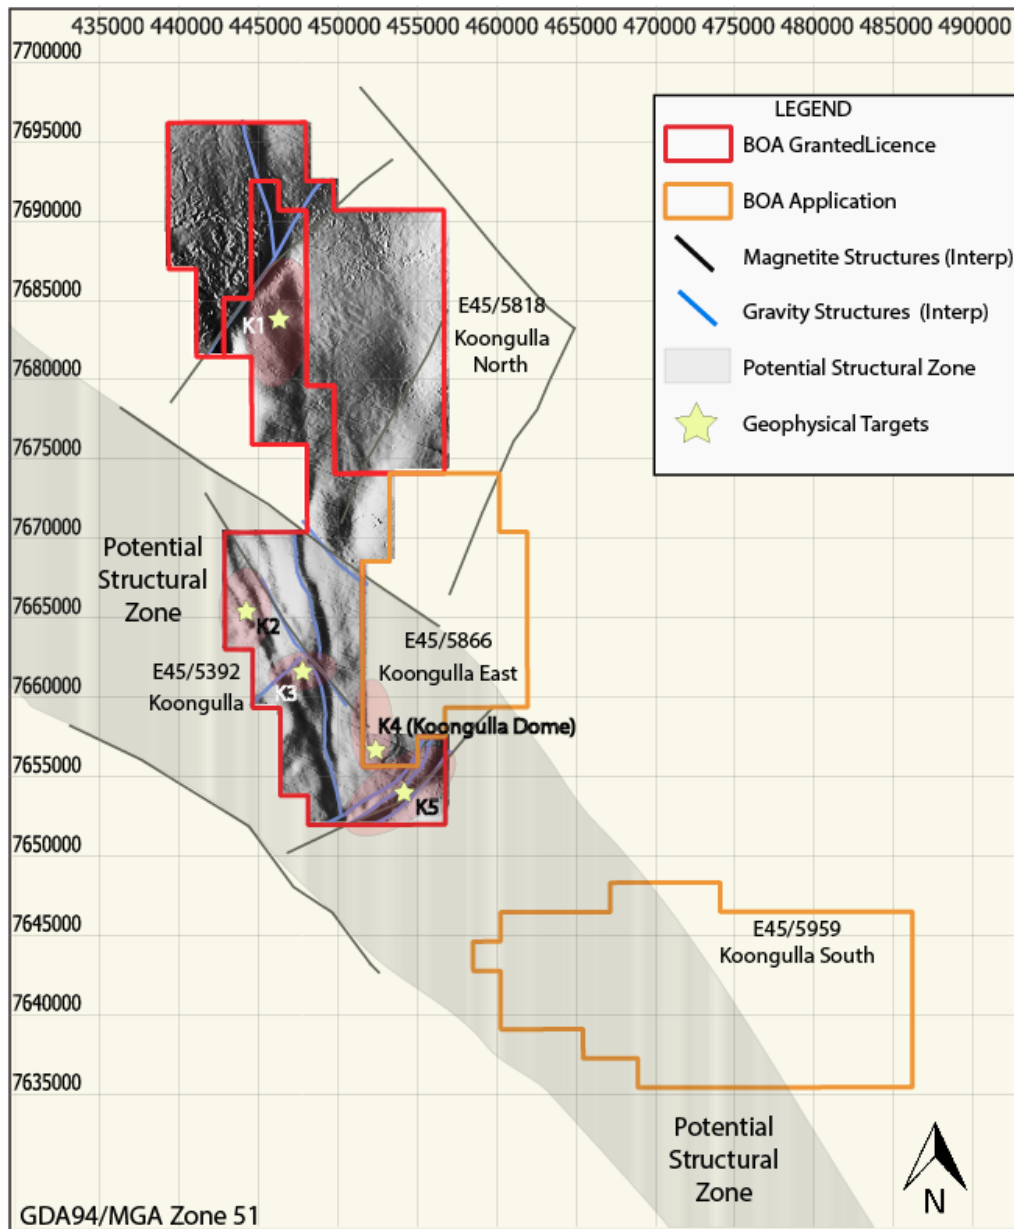 435000 440000 445000 450000 455000 460000 465000 470000 475000 480000 485000 490000
7700000
7695000
7690000
7685000
7680000
7675000
7670000
7665000
7660000
7655000
7650000
7645000
7640000
7635000
LEGEND
BOA GrantedLicence
BOA Application
Magnetite Structures (Interp)
Gravity Structures (Interp)
Potential Structural Zone
Geophysical Targets
E45/5818
Koongulla
North
K1
Potential
Structural
Zone
K2
E45/5392
Koongulla
K3
E45/5866
Koongulla East
K4 (Koongulla Dome)
K5
E45/5959
Koongulla South
Potential
Structural
Zone
N
GDA94/MGA Zone 51